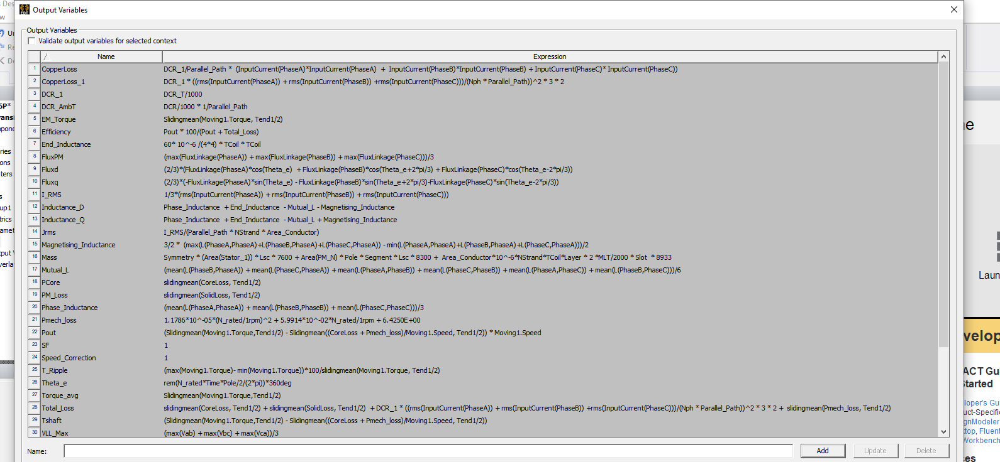 Output Variables
Output Variables
Validate output variables for selected context
Name Expression
1 CopperLoss DCR_1/Parallel_Path * (InputCurrent(PhaseA)*InputCurrent(PhaseA) + InputCurrent(PhaseB)*InputCurrent(PhaseB) + InputCurrent(PhaseC)* InputCurrent(PhaseC))
2 CopperLoss_1 DCR_1 * ((rms(InputCurrent(PhaseA)) + rms(InputCurrent(PhaseB)) +rms(InputCurrent(PhaseC)))/(Nph * Parallel_Path))^2 * 3 * 2
3 DCR_1 DCR_T/1000
4 DCR_AmbT DCR/1000 * 1/Parallel_Path
5 EM_Torque Slidingmean(Moving1.Torque, Tend1/2)
6 Efficiency Pout * 100/(Pout + Total_Loss)
7 End_Inductance 60* 10^-6 /(4*4) * TCoil * TCoil
8 FluxPM (max(FluxLinkage(PhaseA)) + max(FluxLinkage(PhaseB)) + max(FluxLinkage(PhaseC)))/3
9 Fluxd (2/3)*(FluxLinkage(PhaseA)*cos(Theta_e) + FluxLinkage(PhaseB)*cos(Theta_e+2*pi/3) + FluxLinkage(PhaseC)*cos(Theta_e-2*pi/3))
10 Fluxq (2/3)*(-FluxLinkage(PhaseA)*sin(Theta_e) - FluxLinkage(PhaseB)*sin(Theta_e+2*pi/3)-FluxLinkage(PhaseC)*sin(Theta_e-2*pi/3))
11 I_RMS 1/3*(rms(InputCurrent(PhaseA)) + rms(InputCurrent(PhaseB)) + rms(InputCurrent(PhaseC)))
12 Inductance_D Phase_Inductance + End_Inductance - Mutual_L - Magnetising_Inductance
13 Inductance_Q Phase_Inductance + End_Inductance - Mutual_L + Magnetising_Inductance
14 Jrms I_RMS/(Parallel_Path * NStrand * Area_Conductor)
15 Magnetising_Inductance 3/2 * (max(L(PhaseA,PhaseA)+L(PhaseB,PhaseA)+L(PhaseC,PhaseA)) - min(L(PhaseA,PhaseA)+L(PhaseB,PhaseA)+L(PhaseC,PhaseA)))/2
16 Mass Symmetry * (Area(Stator_1)) * Lsc * 7600 + Area(PM_N) * Pole * Segment * Lsc * 8300 + Area_Conductor*10^-6*NStrand*TCoil*Layer * 2 *MLT/2000 * Slot * 8933
17 Mutual_L (mean(L(PhaseB,PhaseA)) + mean(L(PhaseC,PhaseA)) + mean(L(PhaseA,PhaseB)) + mean(L(PhaseC,PhaseB)) + mean(L(PhaseA,PhaseC)) + mean(L(PhaseB,PhaseC)))/6
18 PCore slidingmean(CoreLoss, Tend1/2)
19 PM_Loss slidingmean(SolidLoss, Tend1/2)
20 Phase_Inductance (mean(L(PhaseA,PhaseA)) + mean(L(PhaseB,PhaseB)) + mean(L(PhaseC,PhaseC)))/3
21 Pmech_loss 1.1786*10^-05*(N_rated/1rpm)^2 + 5.9914*10^-02*N_rated/1rpm + 6.4250E+00
22 Pout (Slidingmean(Moving1.Torque,Tend1/2) - Slidingmean((CoreLoss + Pmech_loss)/Moving1.Speed, Tend1/2)) * Moving1.Speed
23 SF 1
24 Speed_Correction 1
25 T_Ripple (max(Moving1.Torque)- min(Moving1.Torque))*100/slidingmean(Moving1.Torque, Tend1/2)
26 Theta_e rem(N_rated*Time*Pole/2/(2*pi))*360deg
27 Torque_avg Slidingmean(Moving1.Torque,Tend1/2)
28 Total_Loss slidingmean(CoreLoss, Tend1/2) + slidingmean(SolidLoss, Tend1/2) + DCR_1 * ((rms(InputCurrent(PhaseA)) + rms(InputCurrent(PhaseB)) +rms(InputCurrent(PhaseC)))/(Nph * Parallel_Path))^2 * 3 * 2 + slidingmean(Pmech_loss, Tend1/2)
29 Tshaft (Slidingmean(Moving1.Torque,Tend1/2) - Slidingmean((CoreLoss + Pmech_loss)/Moving1.Speed, Tend1/2))
30 VLL_Max (max(Vab) + max(Vbc) + max(Vca))/3
Name:
Add Update Delete